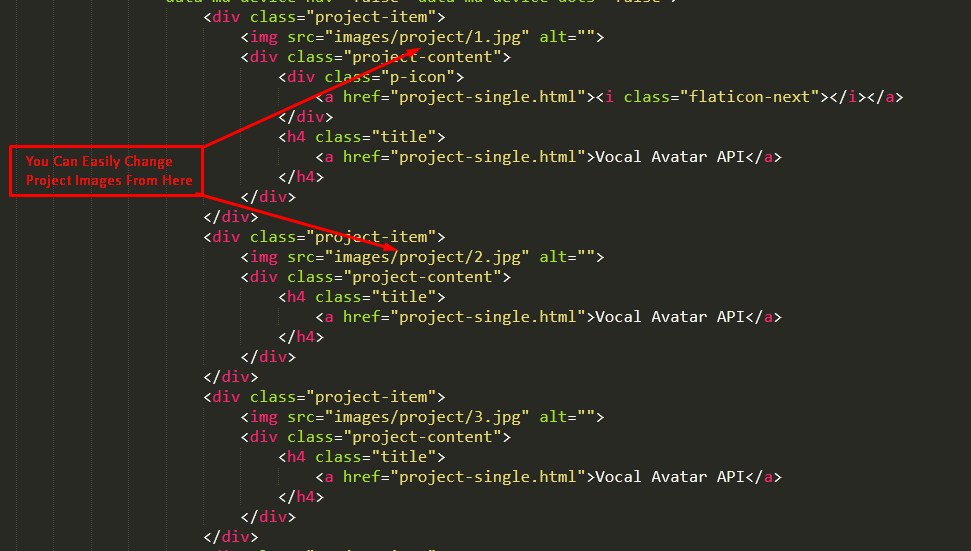 data-md-device-nav="false" data-md-device-dots="false">
<div class="project-item">
<img src="images/project/1.jpg" alt="">
<div class="project-content">
<div class="p-icon">
<a href="project-single.html"><i class="flaticon-next"></i></a>
</div>
<h4 class="title">
<a href="project-single.html">Vocal Avatar API</a>
</h4>
</div>
</div>
You Can Easily Change
Project Images From Here
<div class="project-item">
<img src="images/project/2.jpg" alt="">
<div class="project-content">
<h4 class="title">
<a href="project-single.html">Vocal Avatar API</a>
</h4>
</div>
</div>
<div class="project-item">
<img src="images/project/3.jpg" alt="">
<div class="project-content">
<h4 class="title">
<a href="project-single.html">Vocal Avatar API</a>
</h4>
</div>
</div>